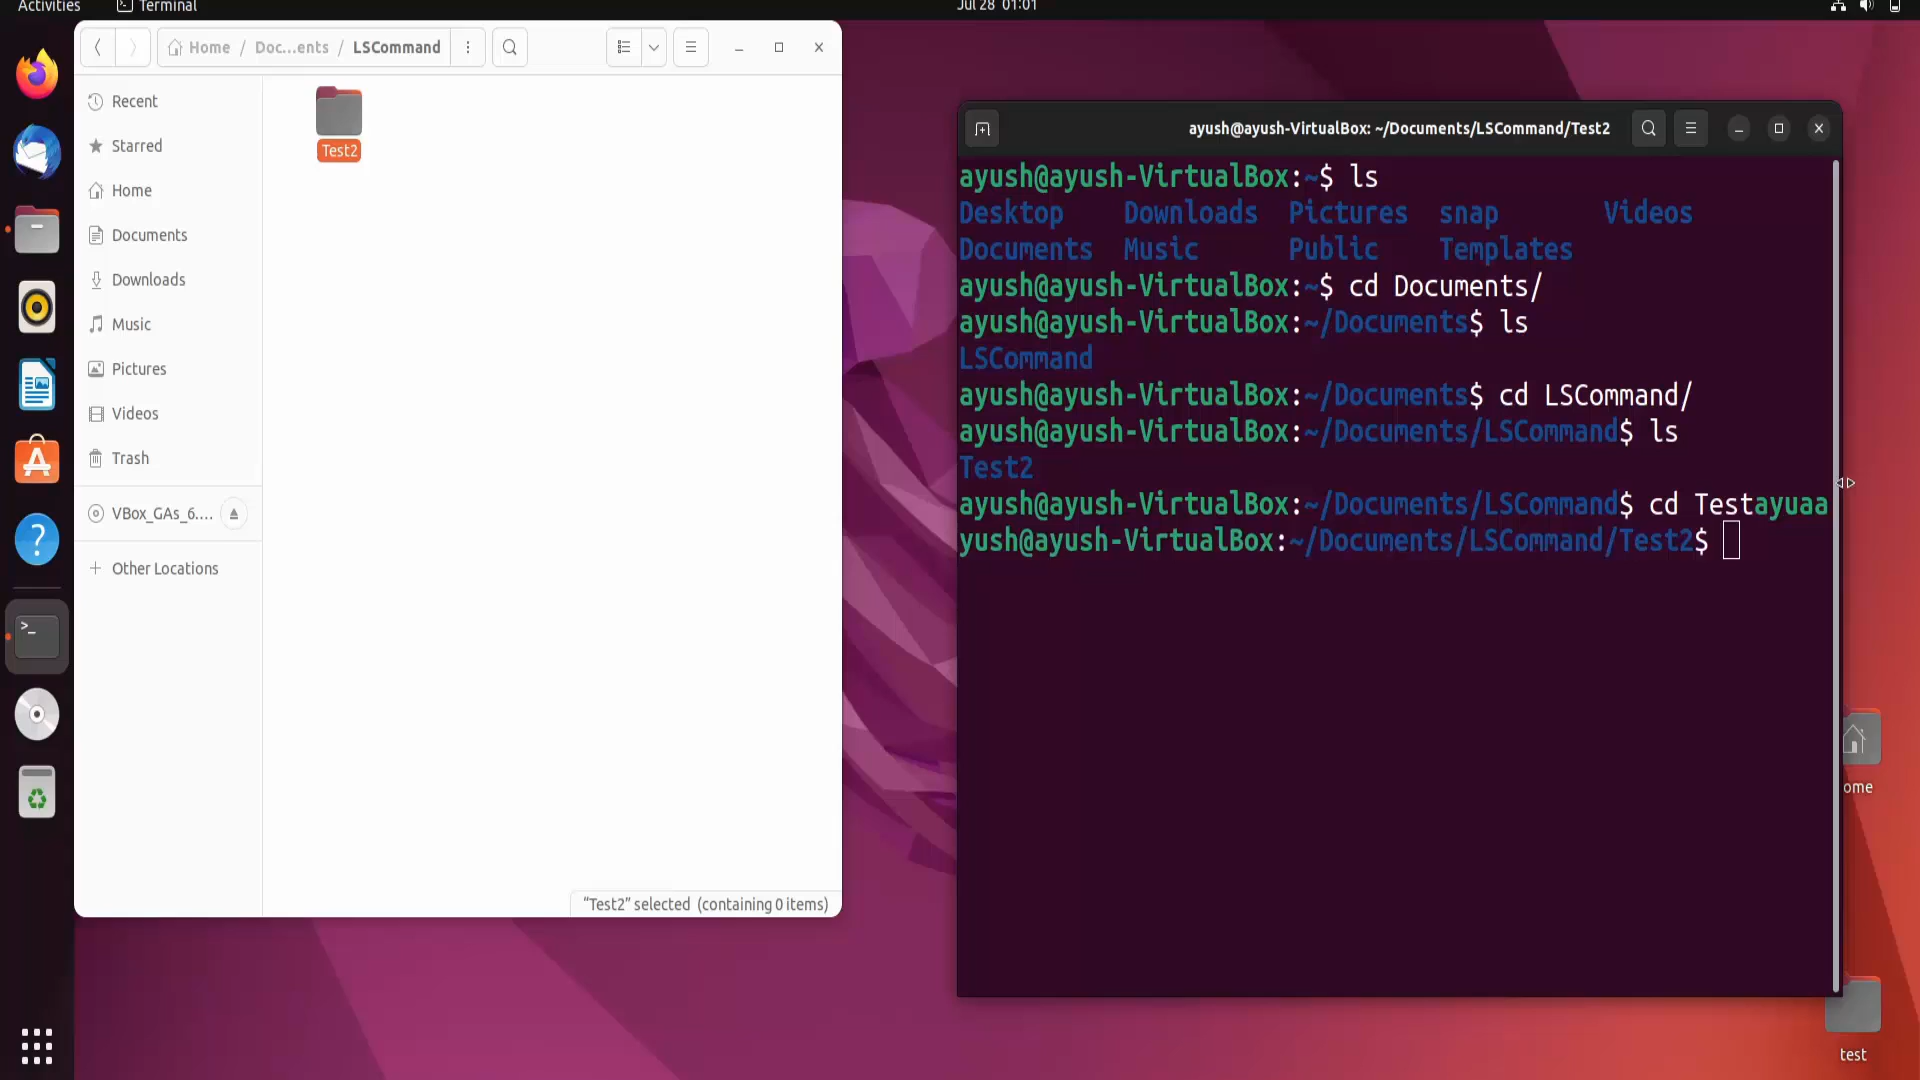 Activities Terminal Jul 28 01:01
Home / Doc...ents / LSCommand
Recent
Starred
Home
Documents
Downloads
Music
Pictures
Videos
Trash
VBox_GAs_6....
+ Other Locations
Test2
“Test2” selected (containing 0 items)
ayush@ayush-VirtualBox: ~/Documents/LSCommand/Test2
ayush@ayush-VirtualBox:~$ ls
Desktop Downloads Pictures snap Videos
Documents Music Public Templates
ayush@ayush-VirtualBox:~$ cd Documents/
ayush@ayush-VirtualBox:~/Documents$ ls
LSCommand
ayush@ayush-VirtualBox:~/Documents$ cd LSCommand/
ayush@ayush-VirtualBox:~/Documents/LSCommand$ ls
Test2
ayush@ayush-VirtualBox:~/Documents/LSCommand$ cd Testayuaa
yush@ayush-VirtualBox:~/Documents/LSCommand/Test2$
ome
test